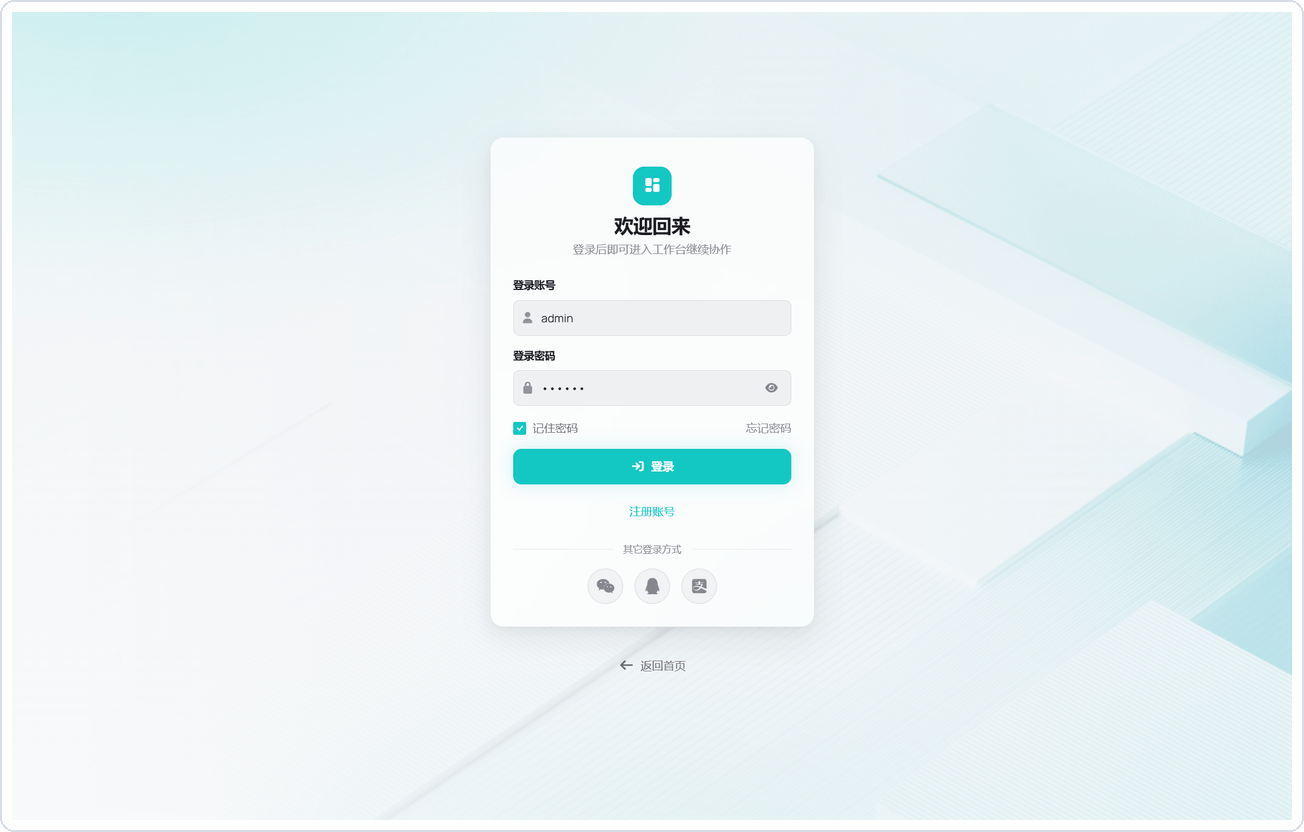 欢迎回来
登录后即可进入工作台继续协作
登录账号
admin
登录密码
••••••
记住密码
忘记密码
登录
注册账号
其它登录方式
支
返回首页